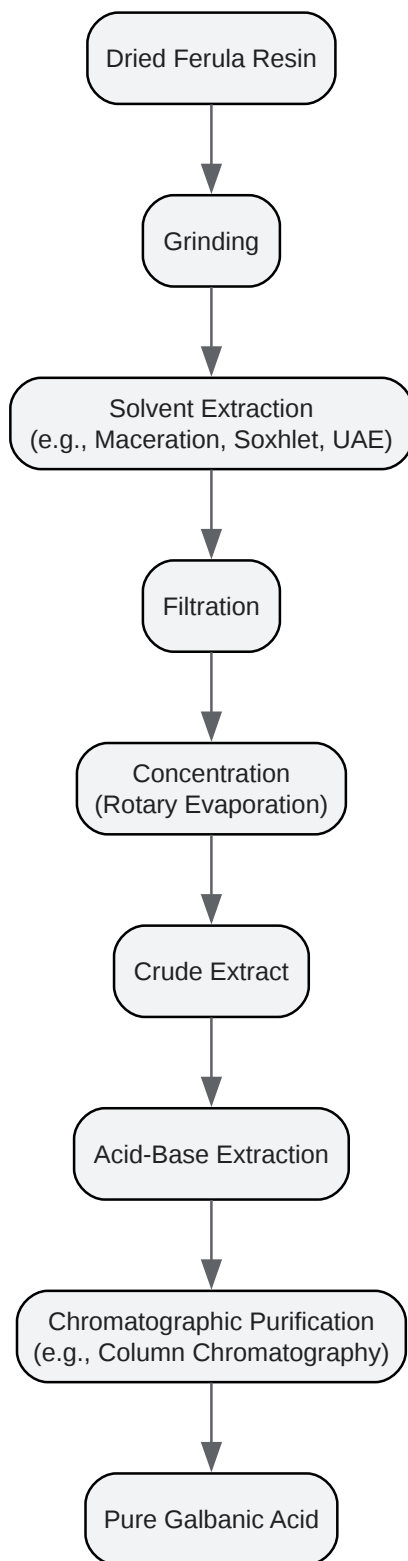 Dried Ferula Resin
Grinding
Solvent Extraction
(e.g., Maceration, Soxhlet, UAE)
Filtration
Concentration
(Rotary Evaporation)
Crude Extract
Acid-Base Extraction
Chromatographic Purification
(e.g., Column Chromatography)
Pure Galbanic Acid